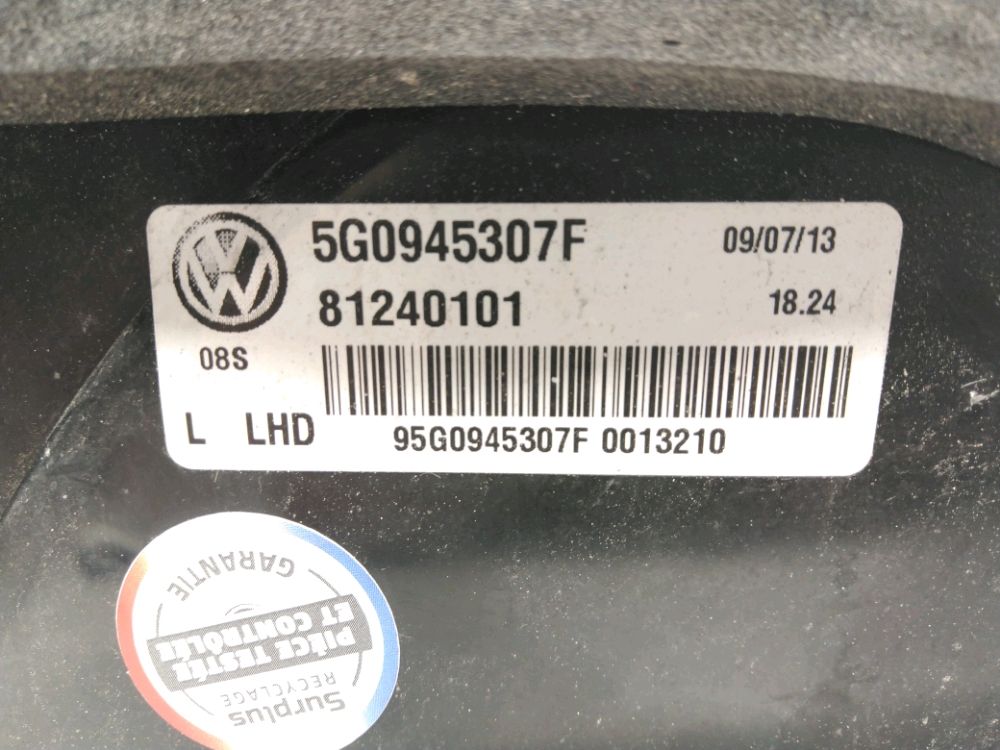 5G0945307F 09/07/13
81240101 18.24
08S
L LHD
95G0945307F 0013210
Surplus
RECYCLAGE
PIÈCE TESTÉE
ET CONTRÔLÉE
GARANTIE